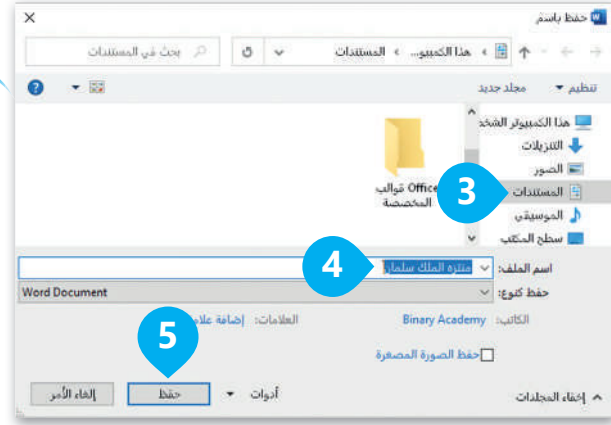 حفظ باسم
هذا الكمبيو... › المستندات
بحث في المستندات
تنظيم
مجلد جديد
هذا الكمبيوتر الشخص
التنزيلات
الصور
المستندات
الموسيقى
سطح المكتب
Office قوالب
المخصصة
3
4
اسم الملف: منتزه الملك سلمان
حفظ كنوع: Word Document
الكاتب: Binary Academy
العلامات: إضافة علام
حفظ الصورة المصغرة
5
إخفاء المجلدات
أدوات
حفظ
إلغاء الأمر